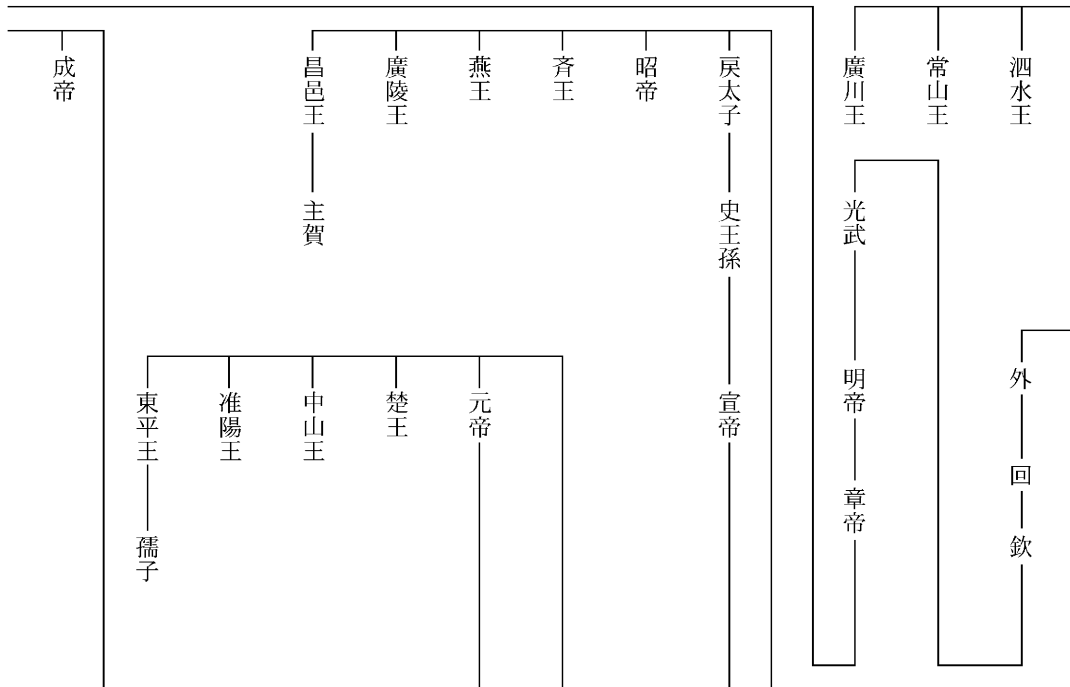 泗水王
常山王
廣川王
外
回
欽
光武
明帝
章帝
戻太子
昭帝
斉王
燕王
廣陵王
昌邑王
史王孫
主賀
宣帝
元帝
楚王
中山王
准陽王
東平王
孺子
成帝